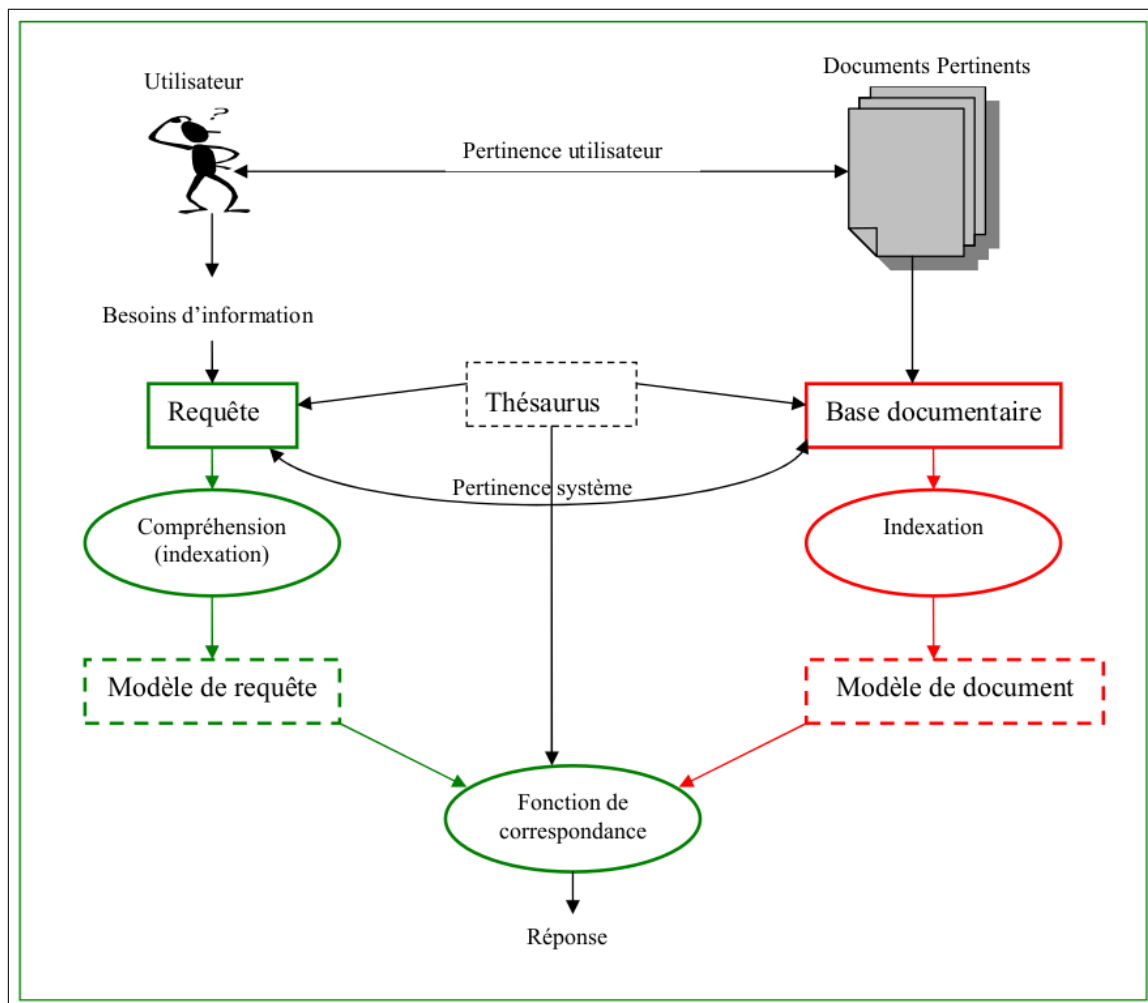 Utilisateur
Documents Pertinents
?
Pertinence utilisateur
Besoins d’information
Requête
Thésaurus
Base documentaire
Pertinence système
Compréhension
(indexation)
Indexation
Modèle de requête
Modèle de document
Fonction de
correspondance
Réponse